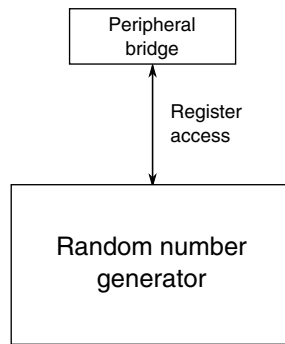 Peripheral
bridge
Register
access
Random number
generator